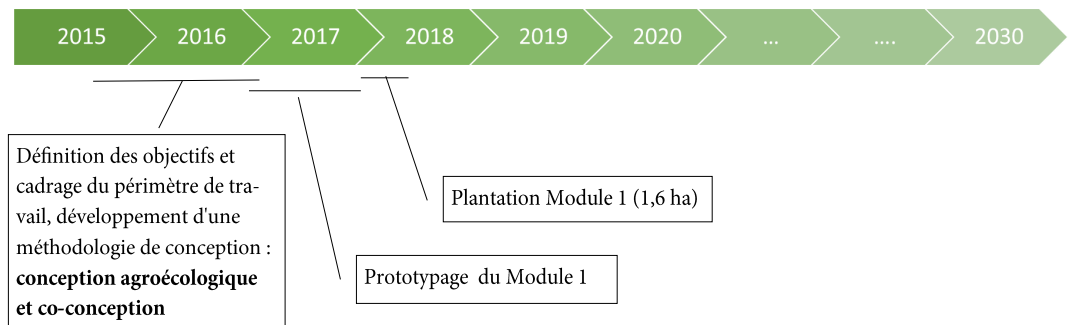 2015 2016 2017 2018 2019 2020 ... .... 2030
Définition des objectifs et
cadrage du périmètre de tra-
vail, développement d'une
méthodologie de conception :
conception agroécologique
et co-conception
Plantation Module 1 (1,6 ha)
Prototypage du Module 1